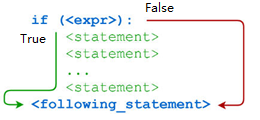 False
if (<expr>):
True
<statement>
<statement>
...
<statement>
<following_statement>